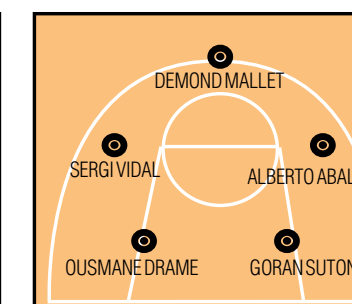 DEMOND MALLET
SERGI VIDAL
ALBERTO ABAL
OUSMANE DRAME
GORAN SUTON